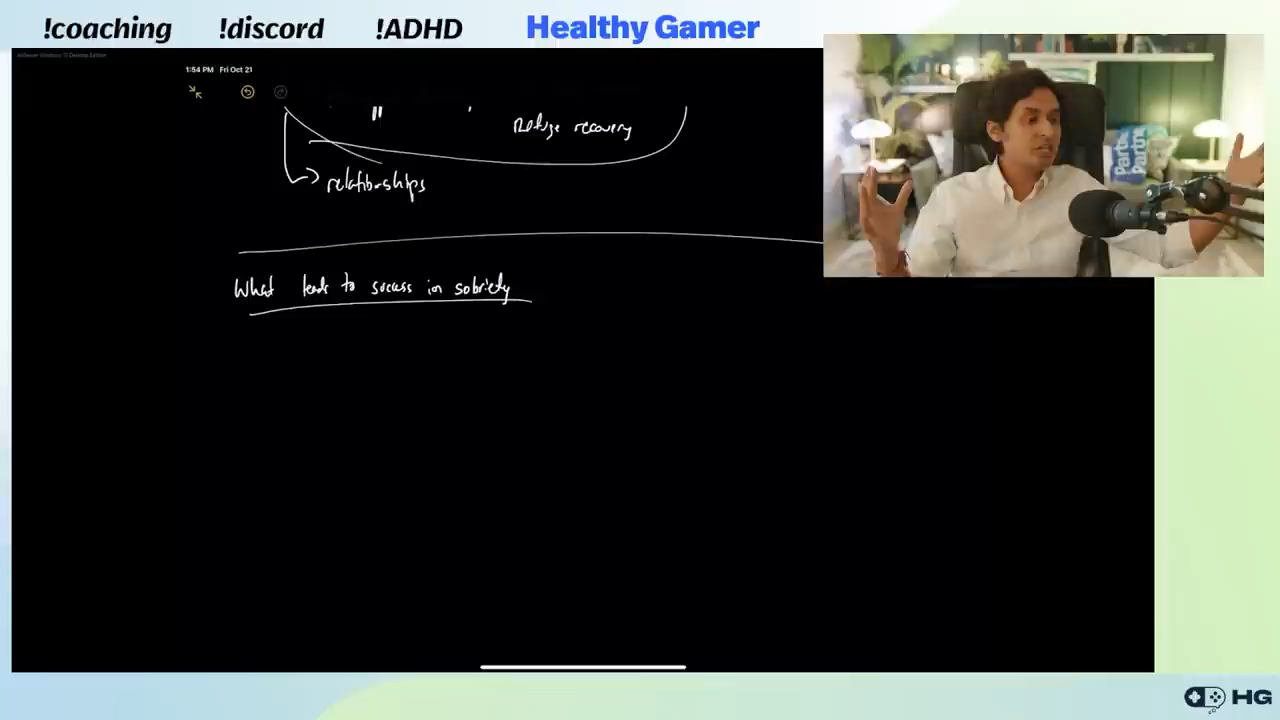 !coaching !discord !ADHD Healthy Gamer
1:54 PM Fri Oct 21
Refuge recovery
relationships
What leads to success in sobriety
HG